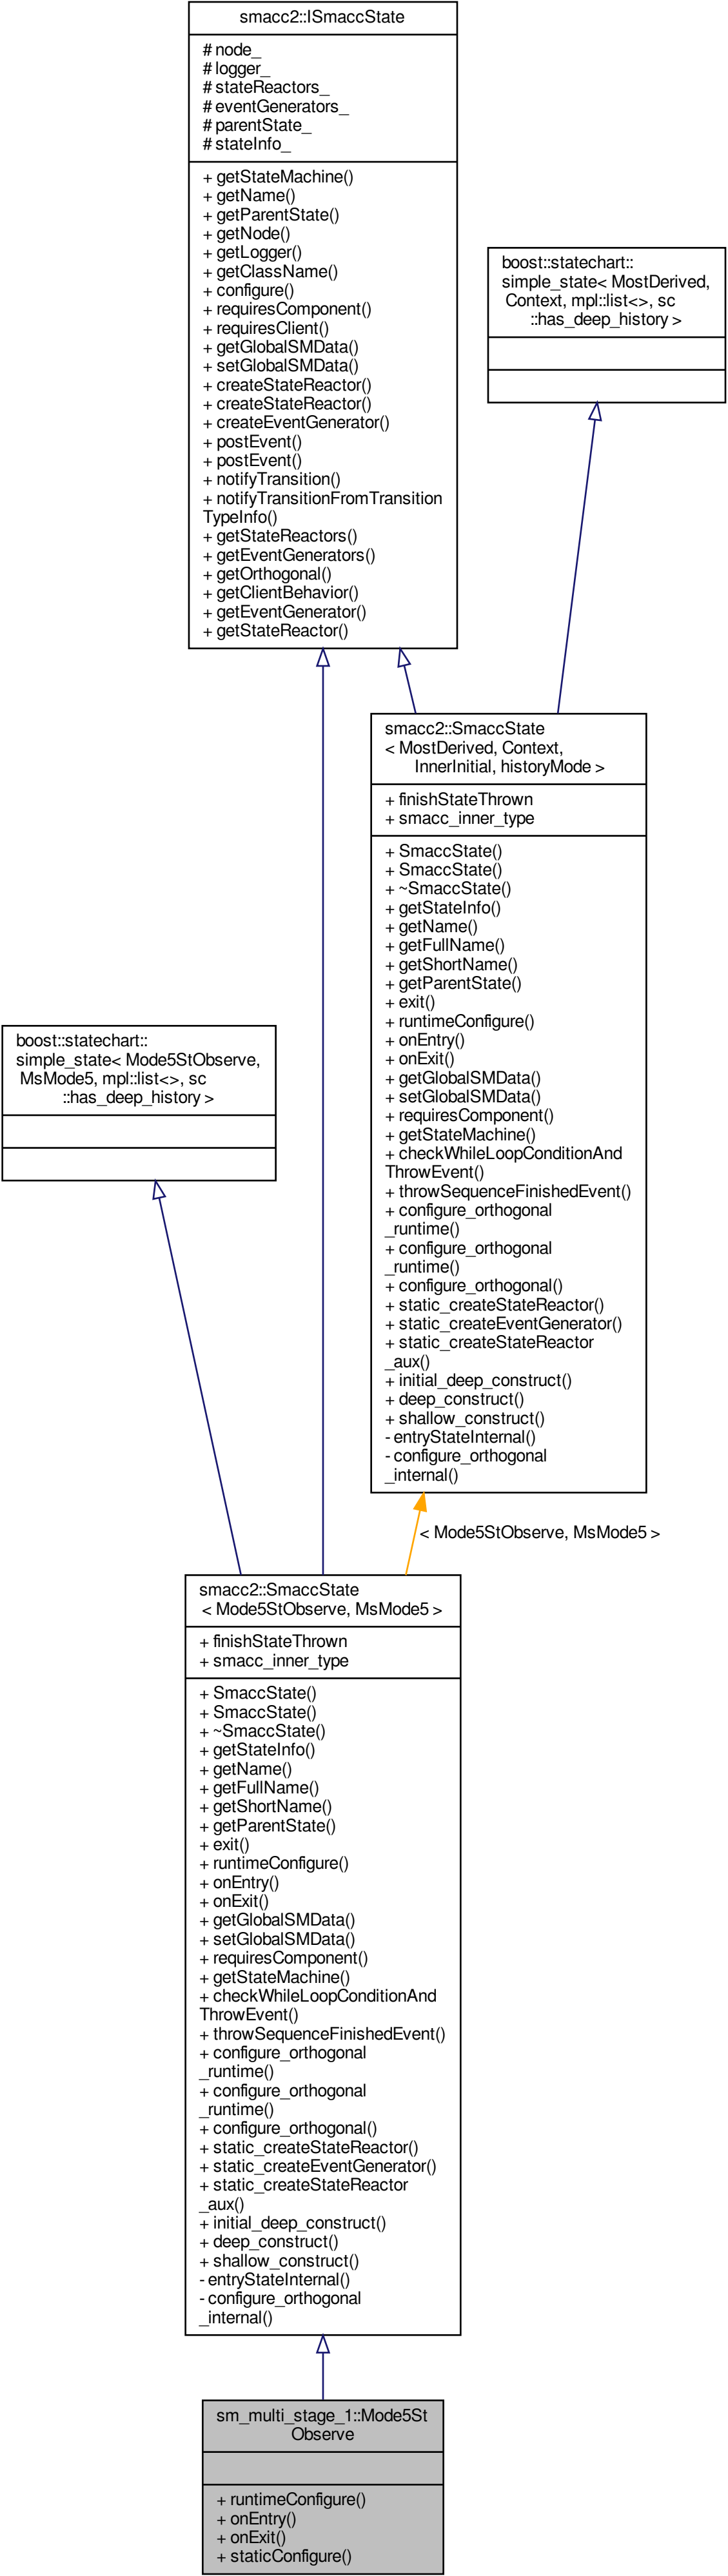 smacc2::ISmaccState
# node_
# logger_
# stateReactors_
# eventGenerators_
# parentState_
# stateInfo_
+ getStateMachine()
+ getName()
+ getParentState()
+ getNode()
+ getLogger()
+ getClassName()
+ configure()
+ requiresComponent()
+ requiresClient()
+ getGlobalSMData()
+ setGlobalSMData()
+ createStateReactor()
+ createStateReactor()
+ createEventGenerator()
+ postEvent()
+ postEvent()
+ notifyTransition()
+ notifyTransitionFromTransition
TypeInfo()
+ getStateReactors()
+ getEventGenerators()
+ getOrthogonal()
+ getClientBehavior()
+ getEventGenerator()
+ getStateReactor()
boost::statechart::
simple_state< MostDerived,
Context, mpl::list<>, sc
::has_deep_history >
smacc2::SmaccState
< MostDerived, Context,
InnerInitial, historyMode >
+ finishStateThrown
+ smacc_inner_type
+ SmaccState()
+ SmaccState()
+ ~SmaccState()
+ getStateInfo()
+ getName()
+ getFullName()
+ getShortName()
+ getParentState()
+ exit()
+ runtimeConfigure()
+ onEntry()
+ onExit()
+ getGlobalSMData()
+ setGlobalSMData()
+ requiresComponent()
+ getStateMachine()
+ checkWhileLoopConditionAnd
ThrowEvent()
+ throwSequenceFinishedEvent()
+ configure_orthogonal
_runtime()
+ configure_orthogonal
_runtime()
+ configure_orthogonal()
+ static_createStateReactor()
+ static_createEventGenerator()
+ static_createStateReactor
_aux()
+ initial_deep_construct()
+ deep_construct()
+ shallow_construct()
- entryStateInternal()
- configure_orthogonal
_internal()
boost::statechart::
simple_state< Mode5StObserve,
MsMode5, mpl::list<>, sc
::has_deep_history >
< Mode5StObserve, MsMode5 >
smacc2::SmaccState
< Mode5StObserve, MsMode5 >
+ finishStateThrown
+ smacc_inner_type
+ SmaccState()
+ SmaccState()
+ ~SmaccState()
+ getStateInfo()
+ getName()
+ getFullName()
+ getShortName()
+ getParentState()
+ exit()
+ runtimeConfigure()
+ onEntry()
+ onExit()
+ getGlobalSMData()
+ setGlobalSMData()
+ requiresComponent()
+ getStateMachine()
+ checkWhileLoopConditionAnd
ThrowEvent()
+ throwSequenceFinishedEvent()
+ configure_orthogonal
_runtime()
+ configure_orthogonal
_runtime()
+ configure_orthogonal()
+ static_createStateReactor()
+ static_createEventGenerator()
+ static_createStateReactor
_aux()
+ initial_deep_construct()
+ deep_construct()
+ shallow_construct()
- entryStateInternal()
- configure_orthogonal
_internal()
sm_multi_stage_1::Mode5St
Observe
+ runtimeConfigure()
+ onEntry()
+ onExit()
+ staticConfigure()